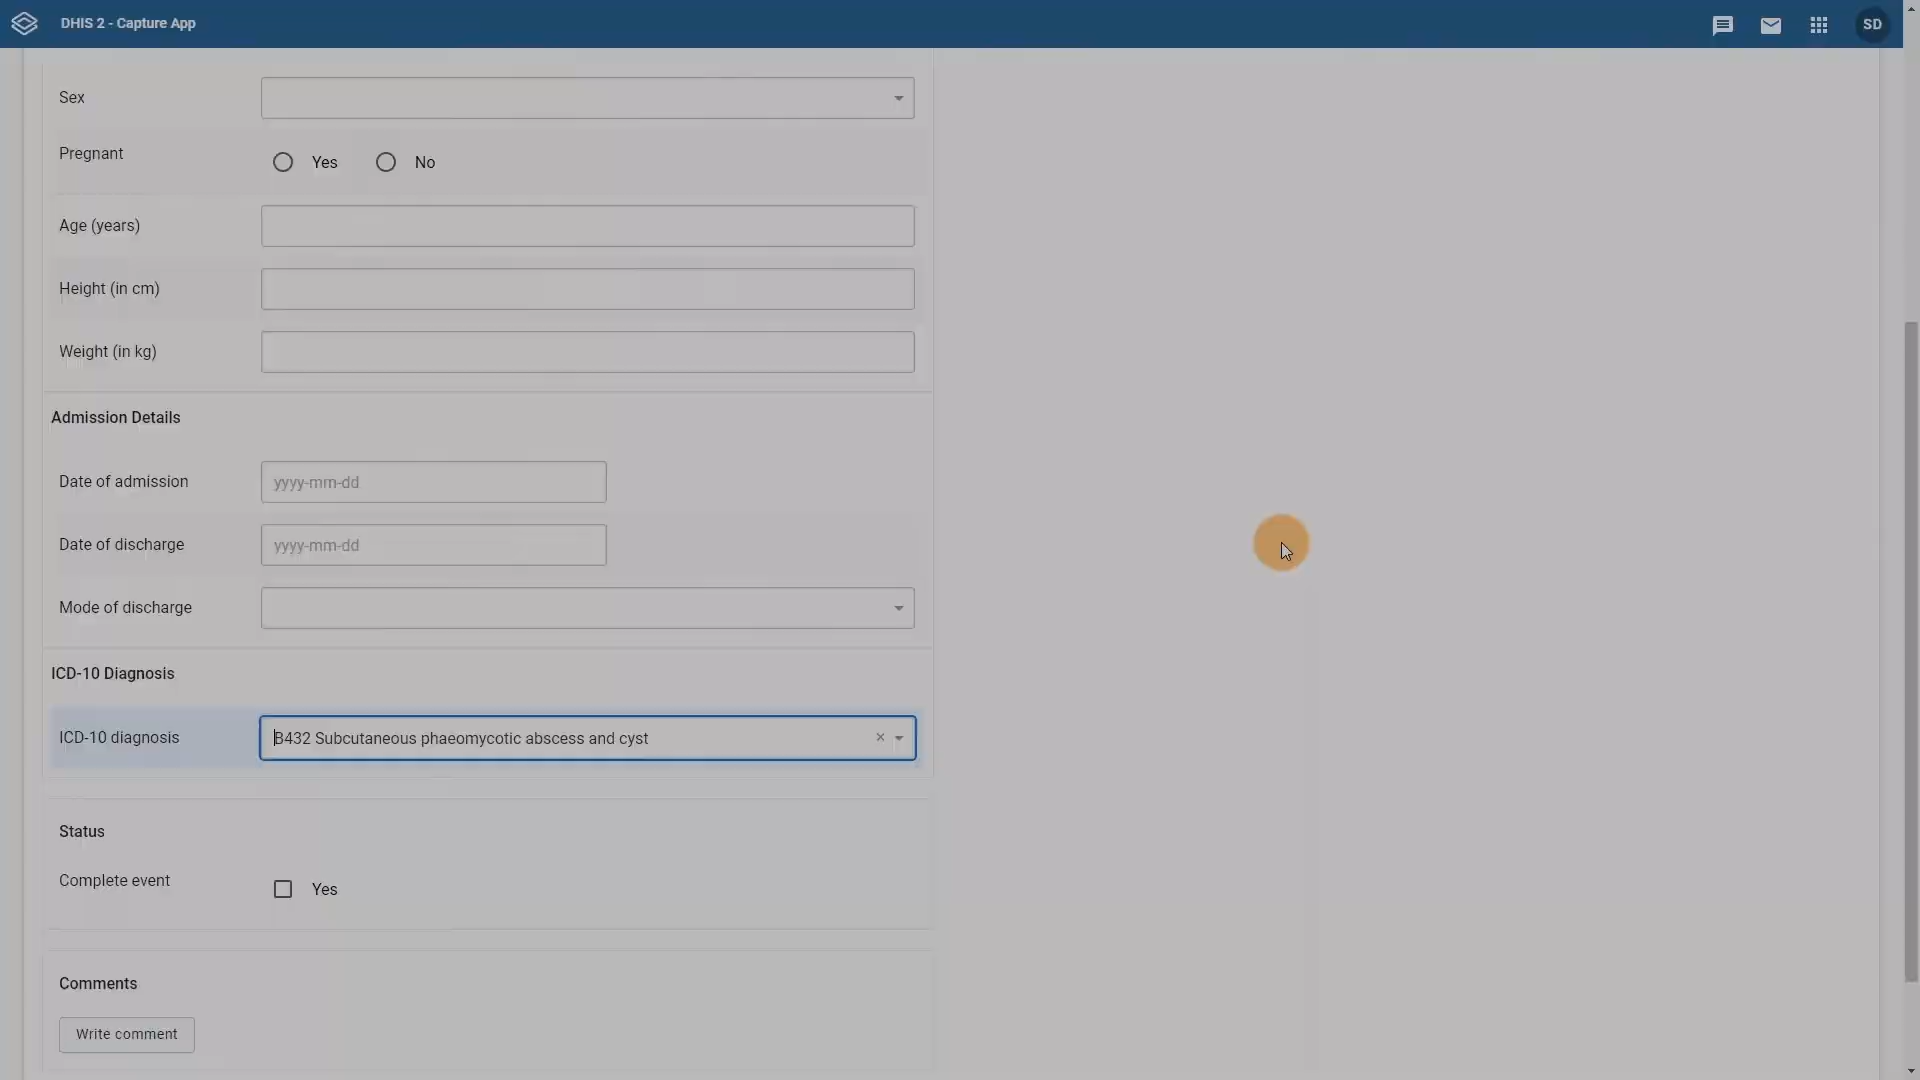 DHIS 2 - Capture App
SD
Sex
Pregnant
Yes
No
Age (years)
Height (in cm)
Weight (in kg)
Admission Details
Date of admission
yyyy-mm-dd
Date of discharge
yyyy-mm-dd
Mode of discharge
ICD-10 Diagnosis
ICD-10 diagnosis
B432 Subcutaneous phaeomycotic abscess and cyst
Status
Complete event
Yes
Comments
Write comment